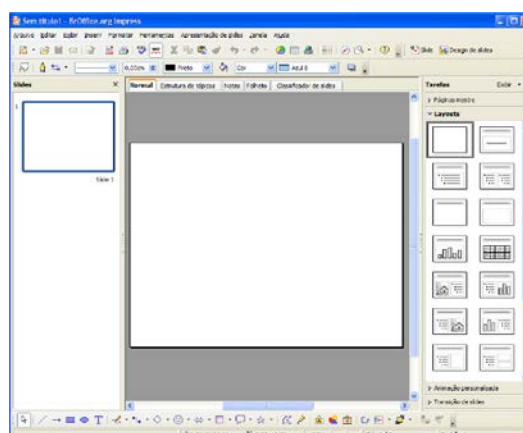 Sem título1 - BrOffice.org Impress
Arquivo Editar Exibir Inserir Formatar Ferramentas Apresentação de slides Janela Ajuda
Slide Design de slides
0,00cm Preto Cor Azul 8
Slides
Normal Estrutura de tópicos Notas Folheto Classificador de slides
Tarefas Exibir
Páginas mestre
Layouts
1
Slide 1
Animação personalizada
Transição de slides